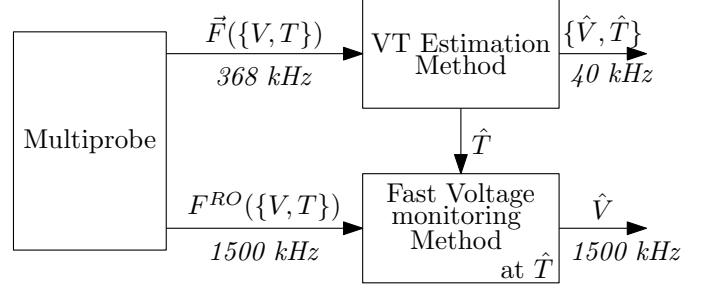 Multiprobe
F⃗({V, T})
368 kHz
VT Estimation
Method
{V̂, T̂}
40 kHz
T̂
F^{RO}({V, T})
1500 kHz
Fast Voltage
monitoring
Method
at T̂
V̂
1500 kHz